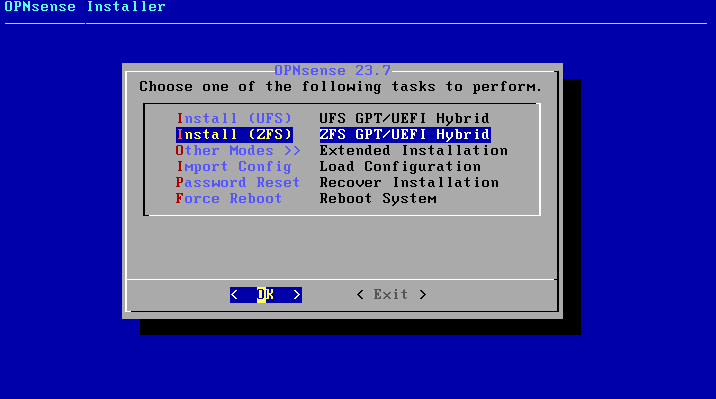 OPNsense Installer
OPNsense 23.7
Choose one of the following tasks to perform.
Install (UFS) UFS GPT/UEFI Hybrid
Install (ZFS) ZFS GPT/UEFI Hybrid
Other Modes >> Extended Installation
Import Config Load Configuration
Password Reset Recover Installation
Force Reboot Reboot System
< OK > < Exit >